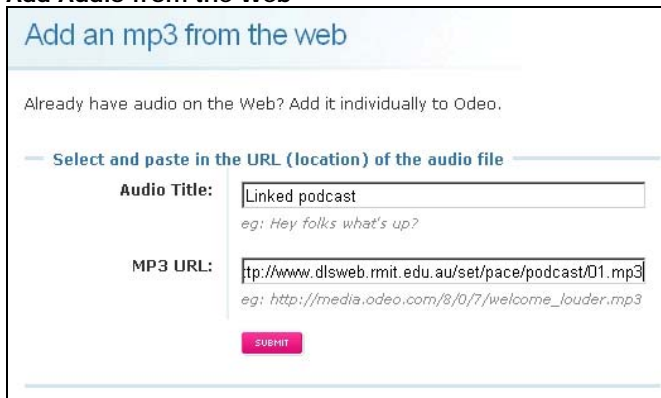 Add Audio from the Web
Add an mp3 from the web
Already have audio on the Web? Add it individually to Odeo.
Select and paste in the URL (location) of the audio file
Audio Title:
Linked podcast
eg: Hey folks what's up?
MP3 URL:
ttp://www.dlsweb.rmit.edu.au/set/pace/podcast/01.mp3
eg: http://media.odeo.com/8/0/7/welcome_louder.mp3
SUBMIT